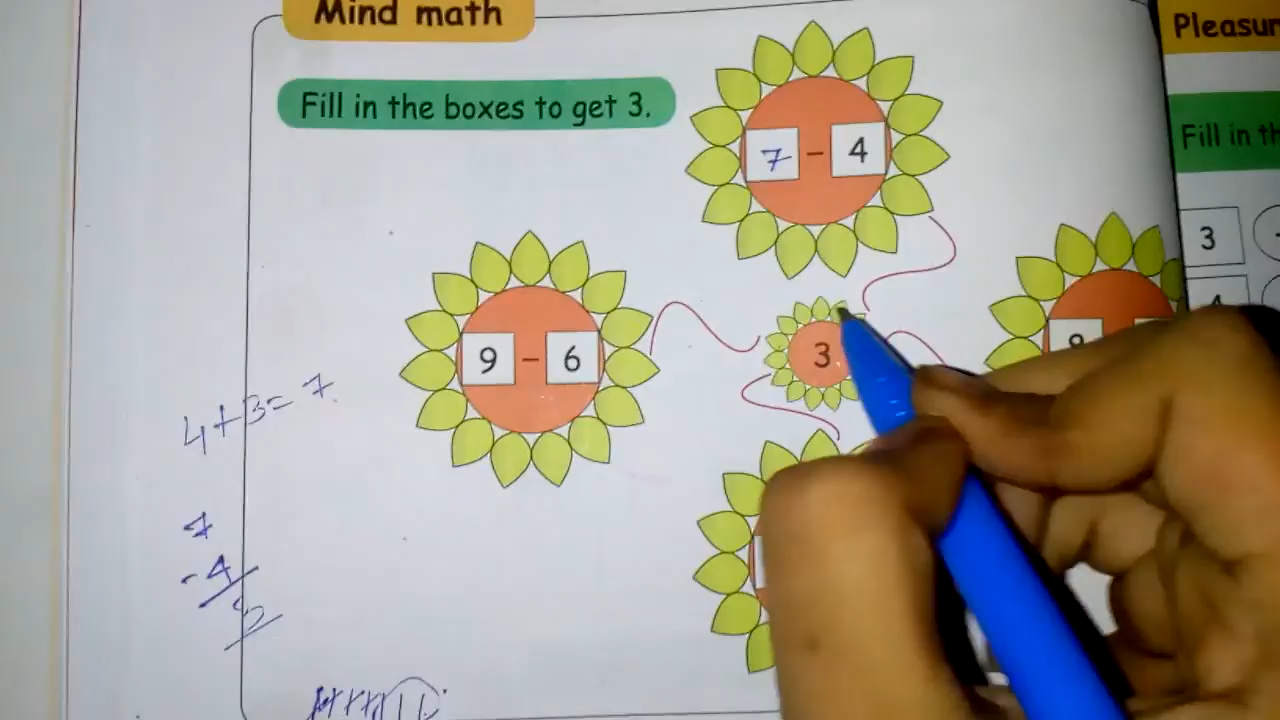 Mind math
Pleasur
Fill in the boxes to get 3.
7 - 4
Fill in th
3
9 - 6
3
4+3=7
7
-4